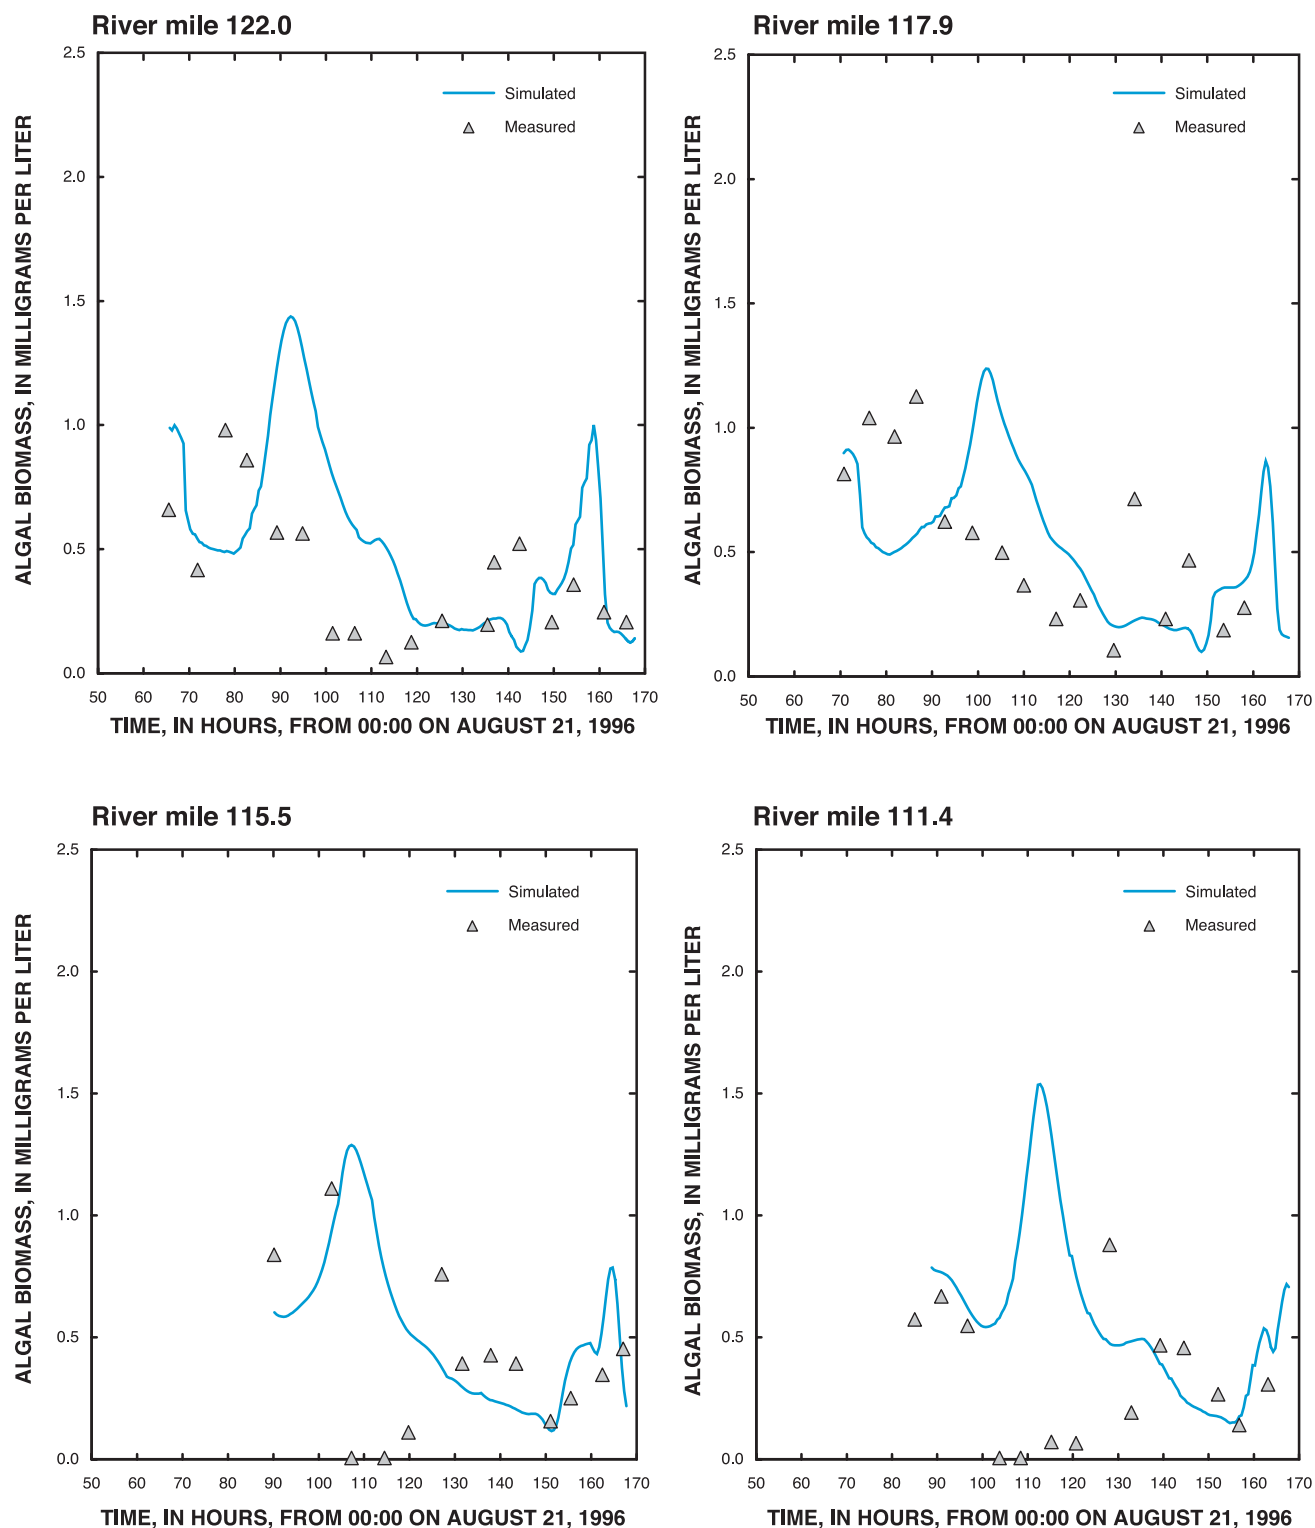 River mile 122.0
ALGAL BIOMASS, IN MILLIGRAMS PER LITER
2.5
2.0
1.5
1.0
0.5
0.0
Simulated
Measured
50 60 70 80 90 100 110 120 130 140 150 160 170
TIME, IN HOURS, FROM 00:00 ON AUGUST 21, 1996
River mile 117.9
ALGAL BIOMASS, IN MILLIGRAMS PER LITER
2.5
2.0
1.5
1.0
0.5
0.0
Simulated
Measured
50 60 70 80 90 100 110 120 130 140 150 160 170
TIME, IN HOURS, FROM 00:00 ON AUGUST 21, 1996
River mile 115.5
ALGAL BIOMASS, IN MILLIGRAMS PER LITER
2.5
2.0
1.5
1.0
0.5
0.0
Simulated
Measured
50 60 70 80 90 100 110 120 130 140 150 160 170
TIME, IN HOURS, FROM 00:00 ON AUGUST 21, 1996
River mile 111.4
ALGAL BIOMASS, IN MILLIGRAMS PER LITER
2.5
2.0
1.5
1.0
0.5
0.0
Simulated
Measured
50 60 70 80 90 100 110 120 130 140 150 160 170
TIME, IN HOURS, FROM 00:00 ON AUGUST 21, 1996